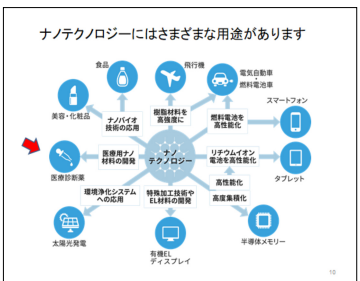 ナノテクノロジーにはさまざまな用途があります
食品
飛行機
電気自動車・
燃料電池車
美容・化粧品
ナノバイオ
技術の応用
樹脂材料を
高強度に
燃料電池を
高性能化
スマートフォン
医療用ナノ
材料の開発
ナノ
テクノロジー
リチウムイオン
電池を高性能化
医療診断薬
タブレット
環境浄化システム
への応用
特殊加工技術や
EL材料の開発
高性能化
高度集積化
太陽光発電
有機EL
ディスプレイ
半導体メモリー
10